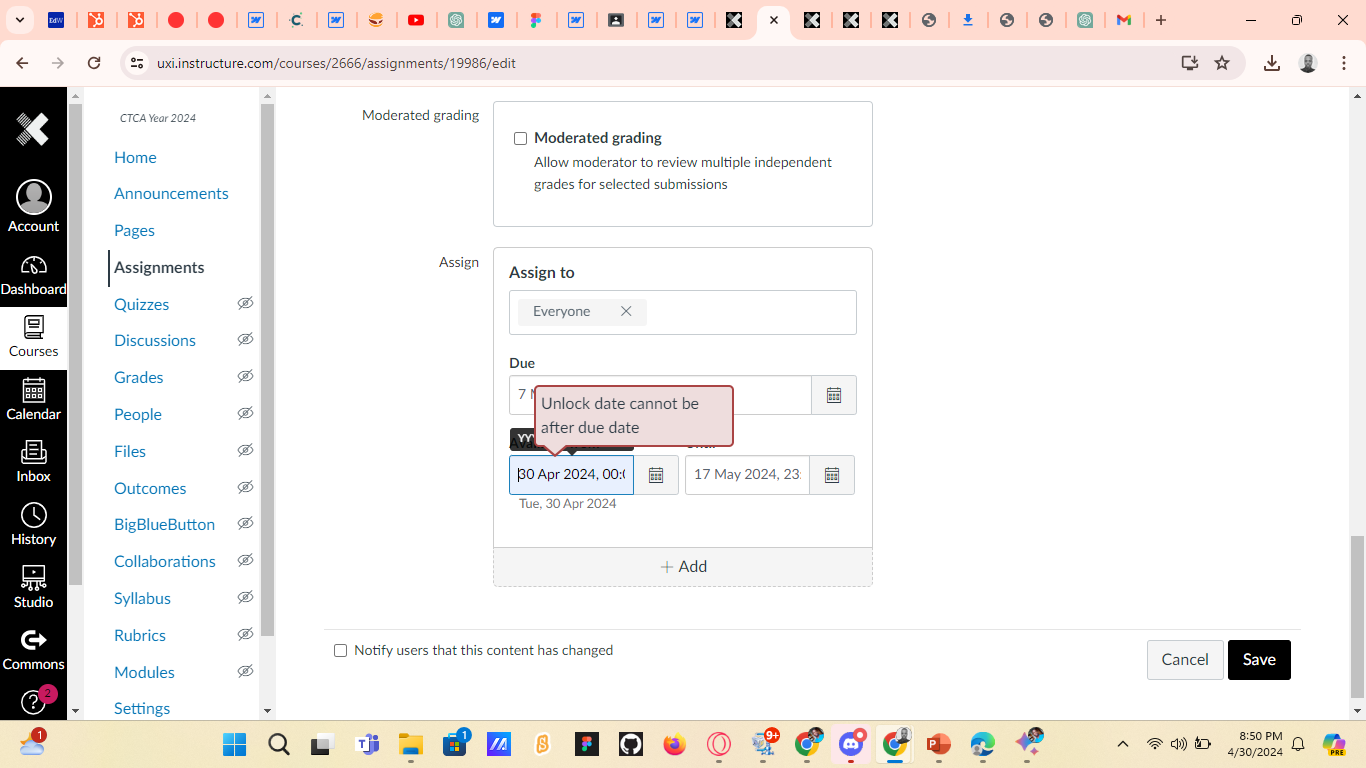 EdW
uxi.instructure.com/courses/2666/assignments/19986/edit
CTCA Year 2024
Home
Announcements
Pages
Assignments
Quizzes
Discussions
Grades
People
Files
Outcomes
BigBlueButton
Collaborations
Syllabus
Rubrics
Modules
Settings
Account
Dashboard
Courses
Calendar
Inbox
History
Studio
Commons
2
Moderated grading
Moderated grading
Allow moderator to review multiple independent
grades for selected submissions
Assign
Assign to
Everyone
Due
7
Unlock date cannot be
after due date
30 Apr 2024, 00:
17 May 2024, 23:
Tue, 30 Apr 2024
+ Add
Notify users that this content has changed
Cancel
Save
1
1
9+
8:50 PM
4/30/2024
PRE